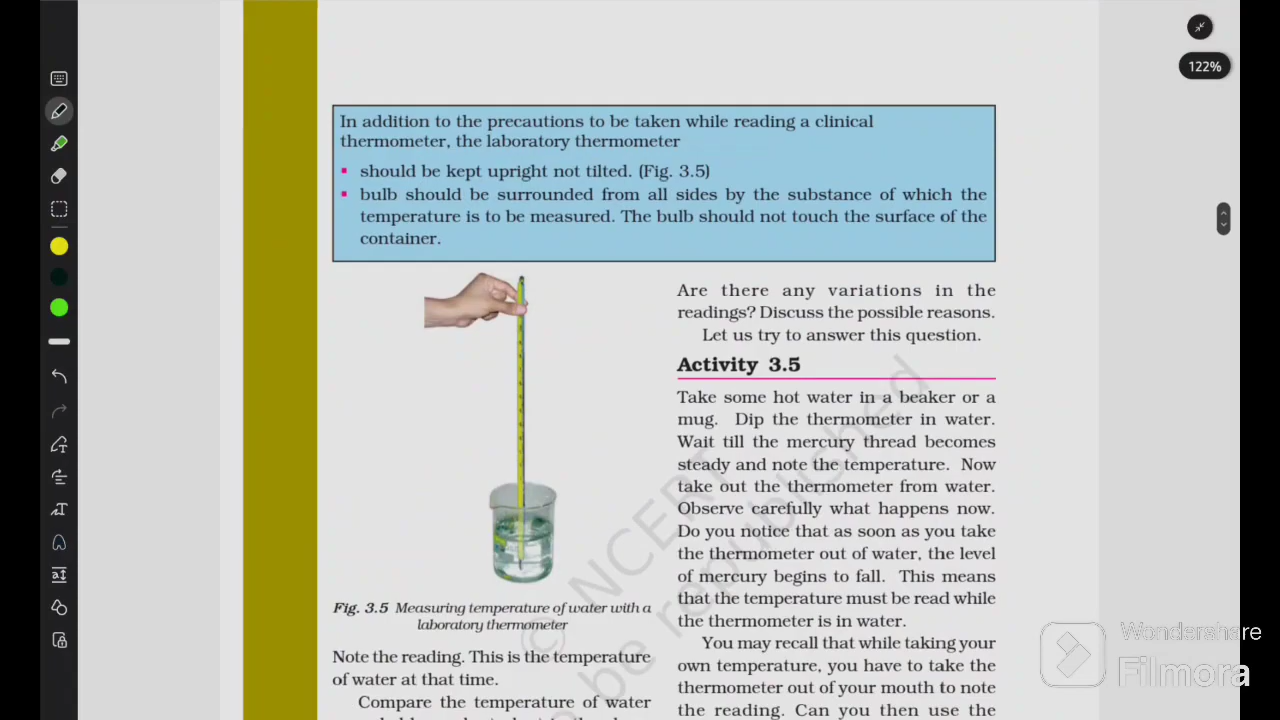 122%
In addition to the precautions to be taken while reading a clinical
thermometer, the laboratory thermometer
▪ should be kept upright not tilted. (Fig. 3.5)
▪ bulb should be surrounded from all sides by the substance of which the
temperature is to be measured. The bulb should not touch the surface of the
container.
Fig. 3.5 Measuring temperature of water with a
laboratory thermometer
Note the reading. This is the temperature
of water at that time.
Compare the temperature of water
Are there any variations in the
readings? Discuss the possible reasons.
Let us try to answer this question.
Activity 3.5
Take some hot water in a beaker or a
mug. Dip the thermometer in water.
Wait till the mercury thread becomes
steady and note the temperature. Now
take out the thermometer from water.
Observe carefully what happens now.
Do you notice that as soon as you take
the thermometer out of water, the level
of mercury begins to fall. This means
that the temperature must be read while
the thermometer is in water.
You may recall that while taking your
own temperature, you have to take the
thermometer out of your mouth to note
the reading. Can you then use the
© NCERT
be republished
Wondershare
Filmora